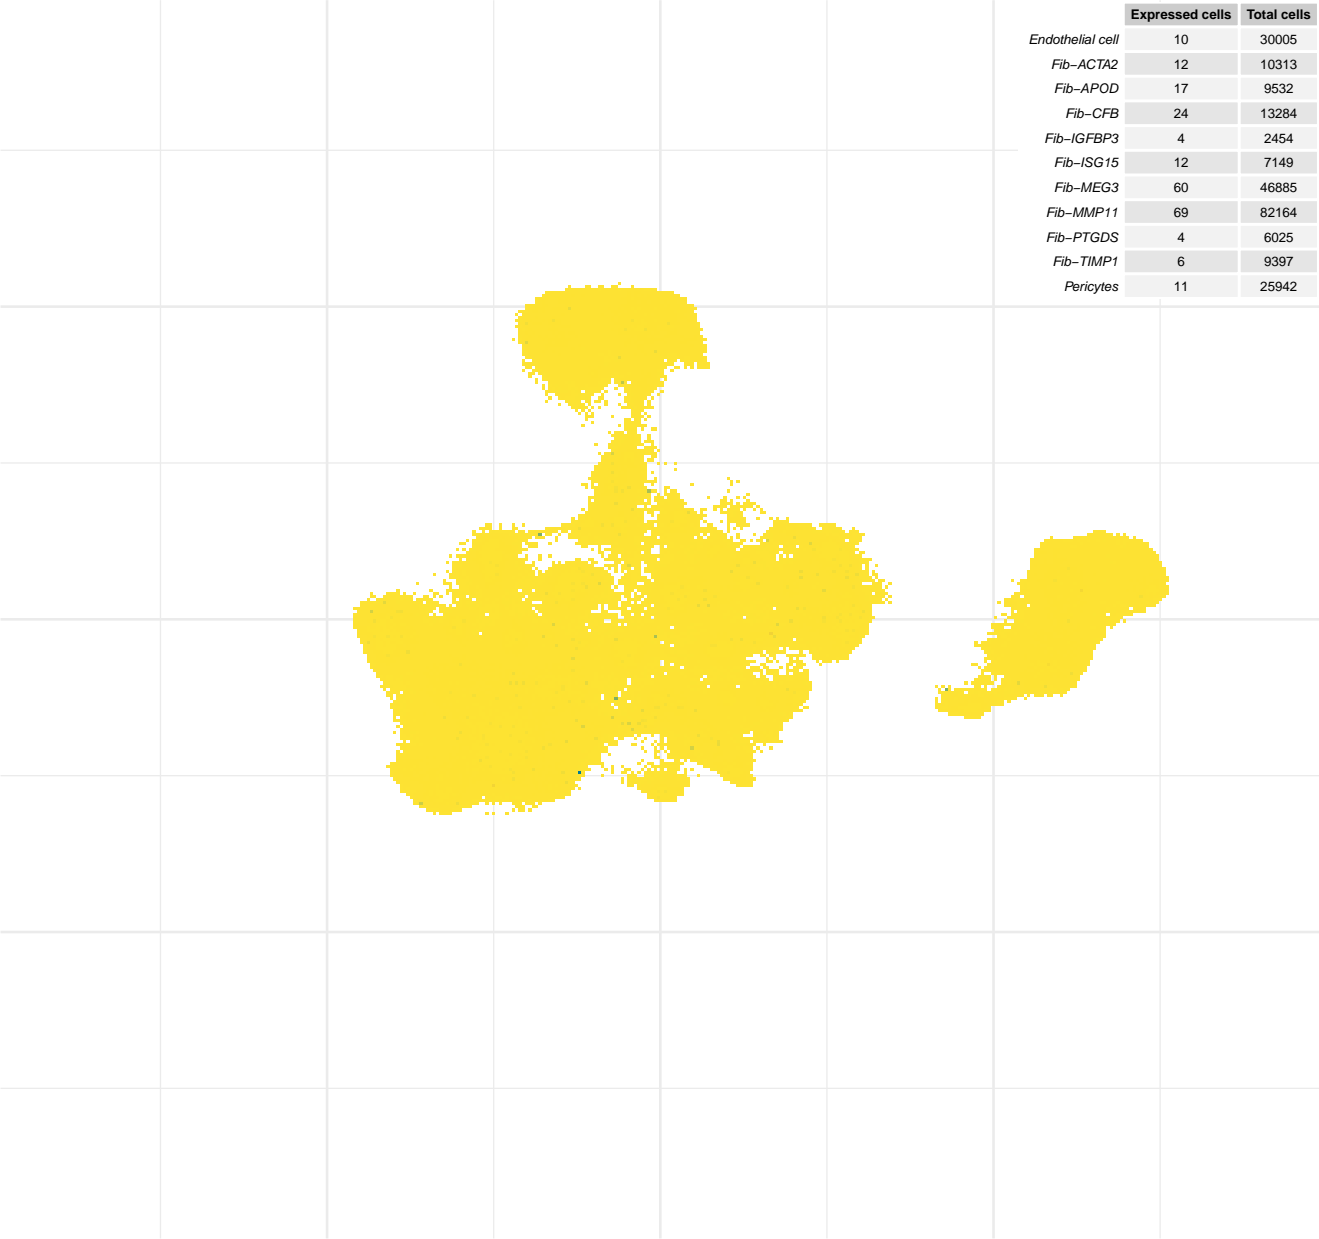 Expressed cells Total cells
Endothelial cell 10 30005
Fib−ACTA2 12 10313
Fib−APOD 17 9532
Fib−CFB 24 13284
Fib−IGFBP3 4 2454
Fib−ISG15 12 7149
Fib−MEG3 60 46885
Fib−MMP11 69 82164
Fib−PTGDS 4 6025
Fib−TIMP1 6 9397
Pericytes 11 25942